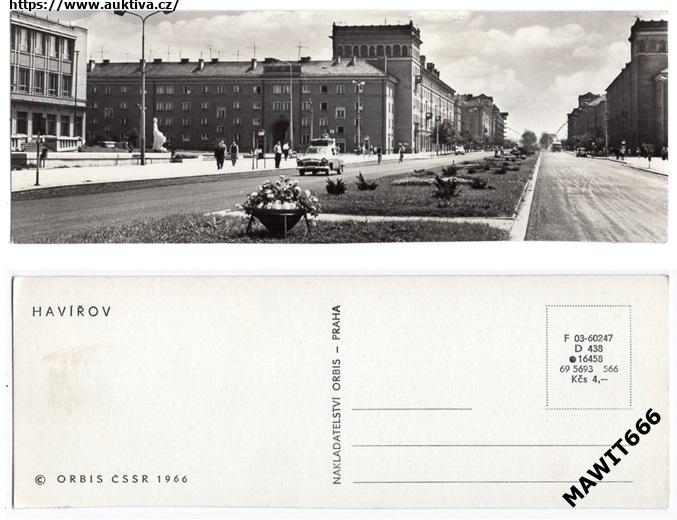 https://www.auktiva.cz/
HAVÍŘOV
© ORBIS ČSSR 1966
NAKLADATELSTVÍ ORBIS – PRAHA
F 03-60247
D 438
16458
69 5693 566
Kčs 4,–
MAWIT666